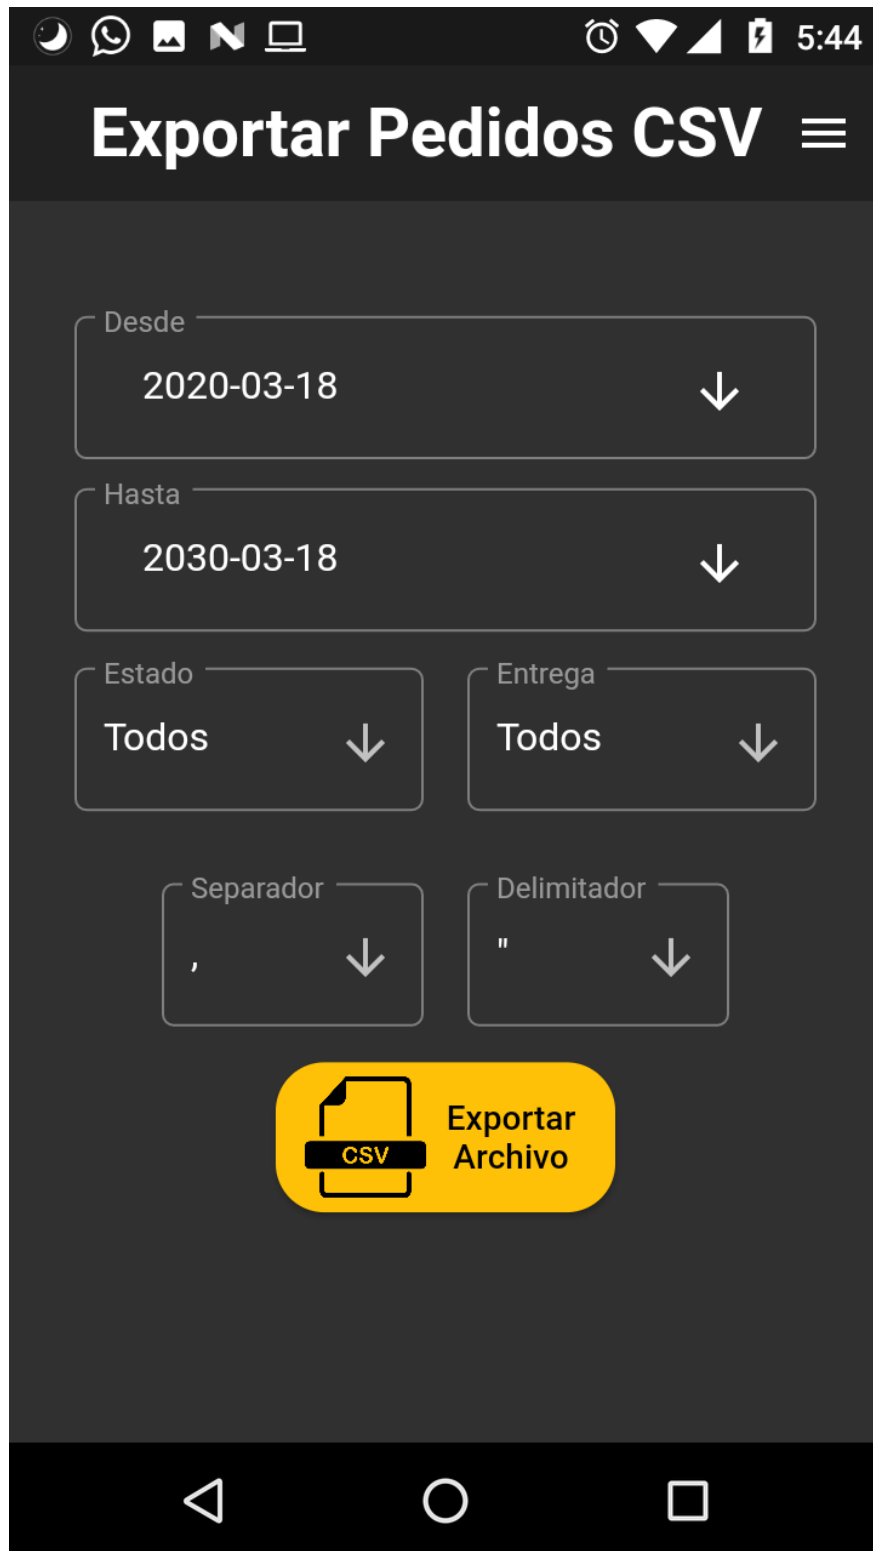 5:44
Exportar Pedidos CSV
Desde
2020-03-18
Hasta
2030-03-18
Estado
Entrega
Todos
Todos
Separador
Delimitador
,
"
CSV
Exportar
Archivo